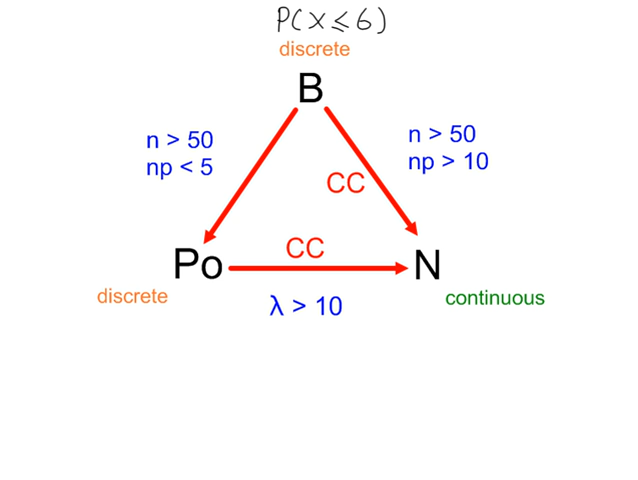 P(X ≤ 6)
discrete
B
n > 50
np < 5
n > 50
np > 10
CC
CC
Po
N
discrete
λ > 10
continuous